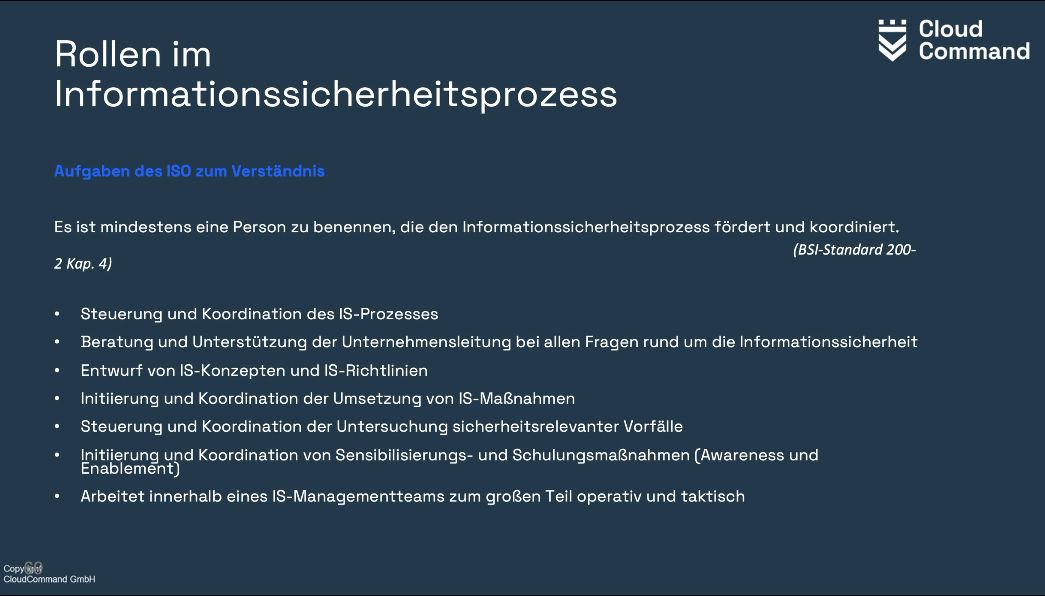 Cloud
Command
Rollen im
Informationssicherheitsprozess
Aufgaben des ISO zum Verständnis
Es ist mindestens eine Person zu benennen, die den Informationssicherheitsprozess fördert und koordiniert.
(BSI-Standard 200-
2 Kap. 4)
• Steuerung und Koordination des IS-Prozesses
• Beratung und Unterstützung der Unternehmensleitung bei allen Fragen rund um die Informationssicherheit
• Entwurf von IS-Konzepten und IS-Richtlinien
• Initiierung und Koordination der Umsetzung von IS-Maßnahmen
• Steuerung und Koordination der Untersuchung sicherheitsrelevanter Vorfälle
• Initiierung und Koordination von Sensibilisierungs- und Schulungsmaßnahmen (Awareness und
Enablement)
• Arbeitet innerhalb eines IS-Managementteams zum großen Teil operativ und taktisch
Copyright
CloudCommand GmbH